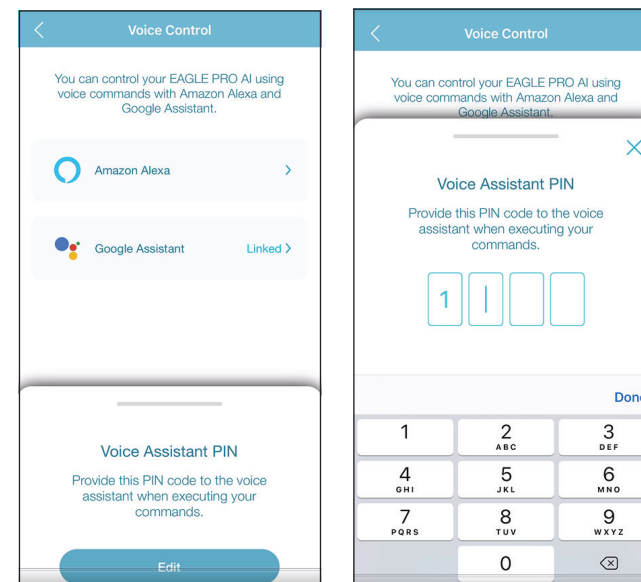 Voice Control
You can control your EAGLE PRO AI using
voice commands with Amazon Alexa and
Google Assistant.
Amazon Alexa
Google Assistant Linked
Voice Assistant PIN
Provide this PIN code to the voice
assistant when executing your
commands.
Edit
Voice Control
You can control your EAGLE PRO AI using
voice commands with Amazon Alexa and
Google Assistant.
Voice Assistant PIN
Provide this PIN code to the voice
assistant when executing your
commands.
1
Done
1 2 3
ABC DEF
4 5 6
GHI JKL MNO
7 8 9
PQRS TUV WXYZ
0